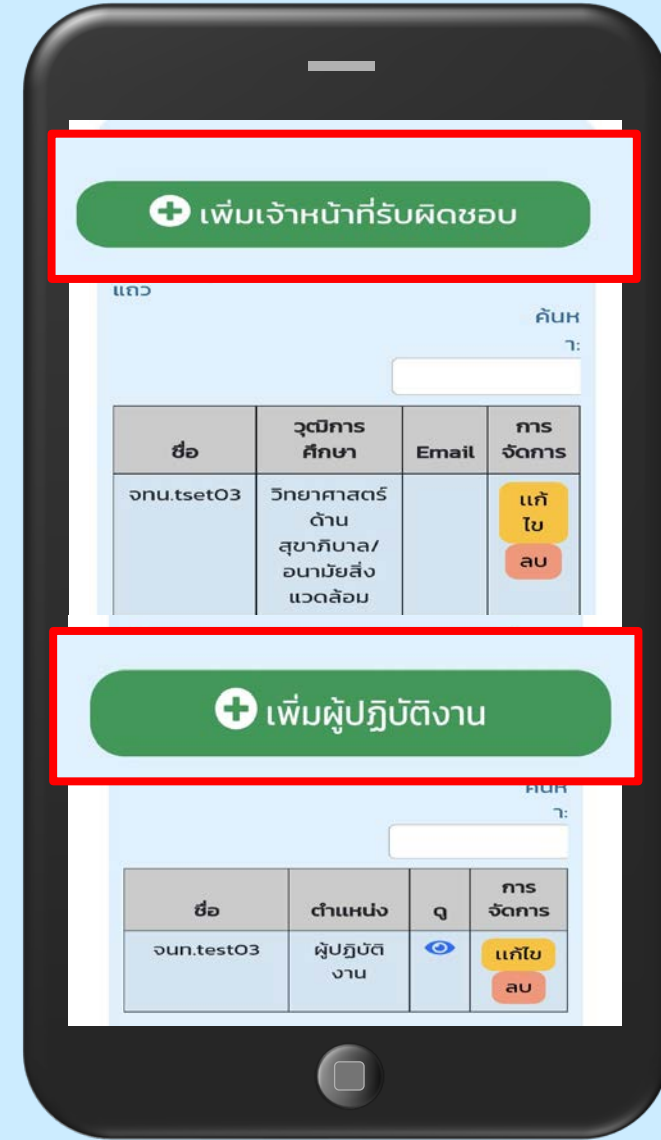 เพิ่มเจ้าหน้าที่รับผิดชอบ
แถว
ค้นห
า:
ชื่อ วุฒิการ Email การ
ศึกษา จัดการ
จทน.tset03 วิทยาศาสตร์ แก้
ด้าน ไข
สุขาภิบาล/ ลบ
อนามัยสิ่ง
แวดล้อม
เพิ่มผู้ปฏิบัติงาน
ค้นห
า:
ชื่อ ตำแหน่ง ดู การ
จัดการ
จนท.test03 ผู้ปฏิบัติ แก้ไข
งาน ลบ